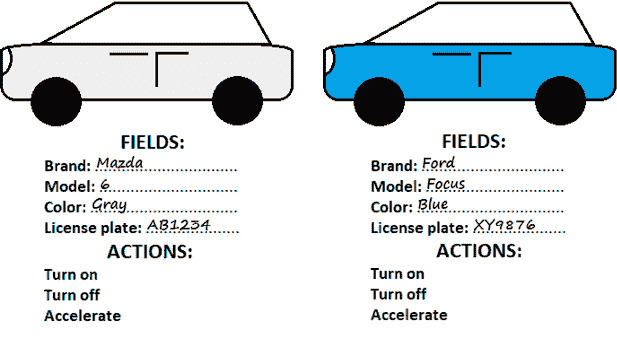 FIELDS:
Brand: Mazda
Model: 6
Color: Gray
License plate: AB1234
ACTIONS:
Turn on
Turn off
Accelerate
FIELDS:
Brand: Ford
Model: Focus
Color: Blue
License plate: XY9876
ACTIONS:
Turn on
Turn off
Accelerate